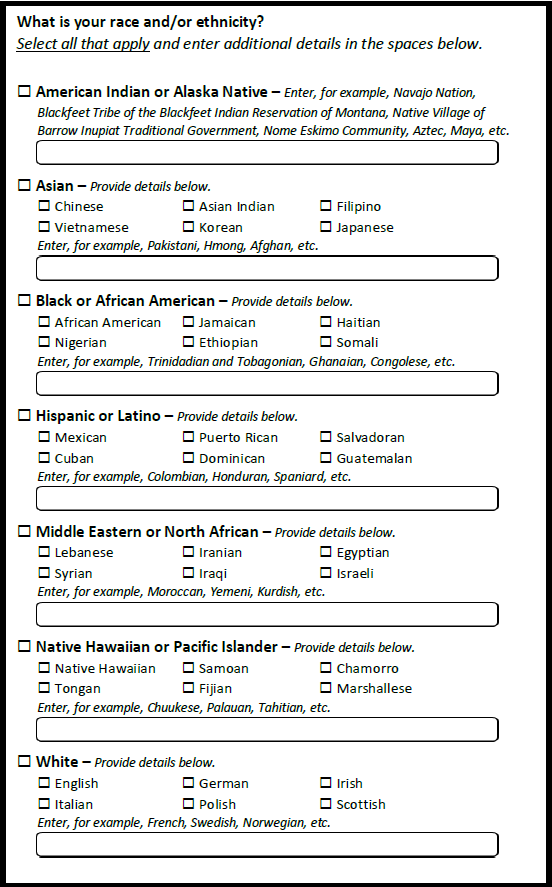 What is your race and/or ethnicity?
Select all that apply and enter additional details in the spaces below.
☐ American Indian or Alaska Native – Enter, for example, Navajo Nation,
Blackfeet Tribe of the Blackfeet Indian Reservation of Montana, Native Village of
Barrow Inupiat Traditional Government, Nome Eskimo Community, Aztec, Maya, etc.
☐ Asian – Provide details below.
☐ Chinese ☐ Asian Indian ☐ Filipino
☐ Vietnamese ☐ Korean ☐ Japanese
Enter, for example, Pakistani, Hmong, Afghan, etc.
☐ Black or African American – Provide details below.
☐ African American ☐ Jamaican ☐ Haitian
☐ Nigerian ☐ Ethiopian ☐ Somali
Enter, for example, Trinidadian and Tobagonian, Ghanaian, Congolese, etc.
☐ Hispanic or Latino – Provide details below.
☐ Mexican ☐ Puerto Rican ☐ Salvadoran
☐ Cuban ☐ Dominican ☐ Guatemalan
Enter, for example, Colombian, Honduran, Spaniard, etc.
☐ Middle Eastern or North African – Provide details below.
☐ Lebanese ☐ Iranian ☐ Egyptian
☐ Syrian ☐ Iraqi ☐ Israeli
Enter, for example, Moroccan, Yemeni, Kurdish, etc.
☐ Native Hawaiian or Pacific Islander – Provide details below.
☐ Native Hawaiian ☐ Samoan ☐ Chamorro
☐ Tongan ☐ Fijian ☐ Marshallese
Enter, for example, Chuukese, Palauan, Tahitian, etc.
☐ White – Provide details below.
☐ English ☐ German ☐ Irish
☐ Italian ☐ Polish ☐ Scottish
Enter, for example, French, Swedish, Norwegian, etc.